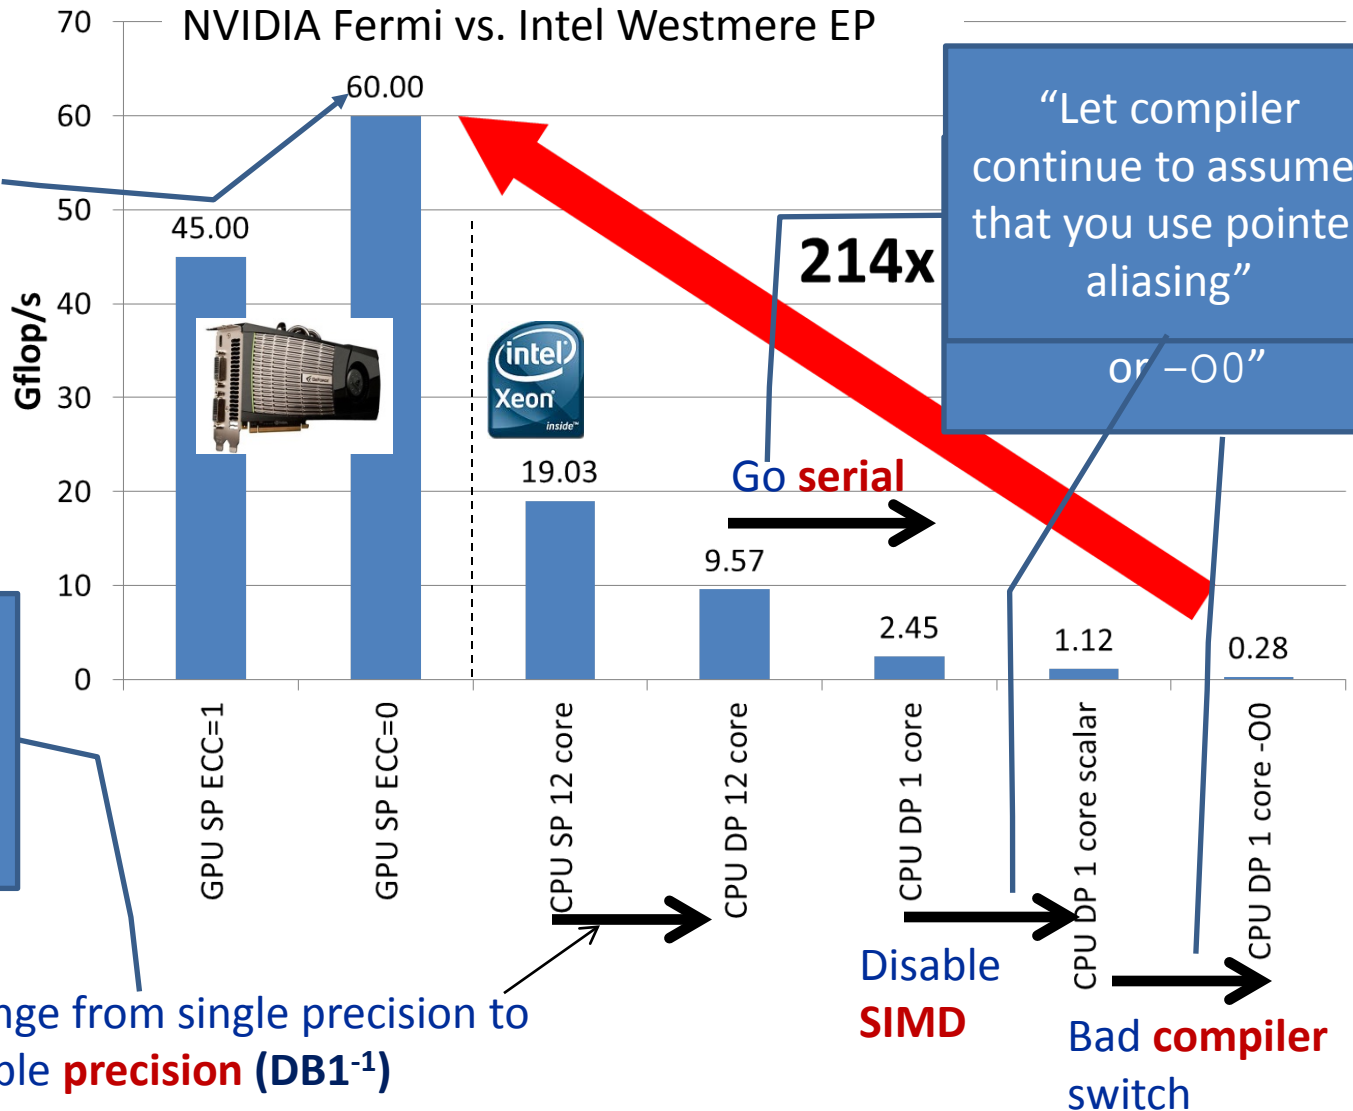 NVIDIA Fermi vs. Intel Westmere EP
70
60
50
40
30
20
10
0
Gflop/s
45.00
60.00
19.03
9.57
2.45
1.12
0.28
214x
intel
Xeon
inside™
Go serial
“Let compiler
continue to assume
that you use pointe
aliasing”
or –O0”
GPU SP ECC=1
GPU SP ECC=0
CPU SP 12 core
CPU DP 12 core
CPU DP 1 core
CPU DP 1 core scalar
CPU DP 1 core -O0
nge from single precision to
ble precision (DB1-1)
Disable
SIMD
Bad compiler
switch